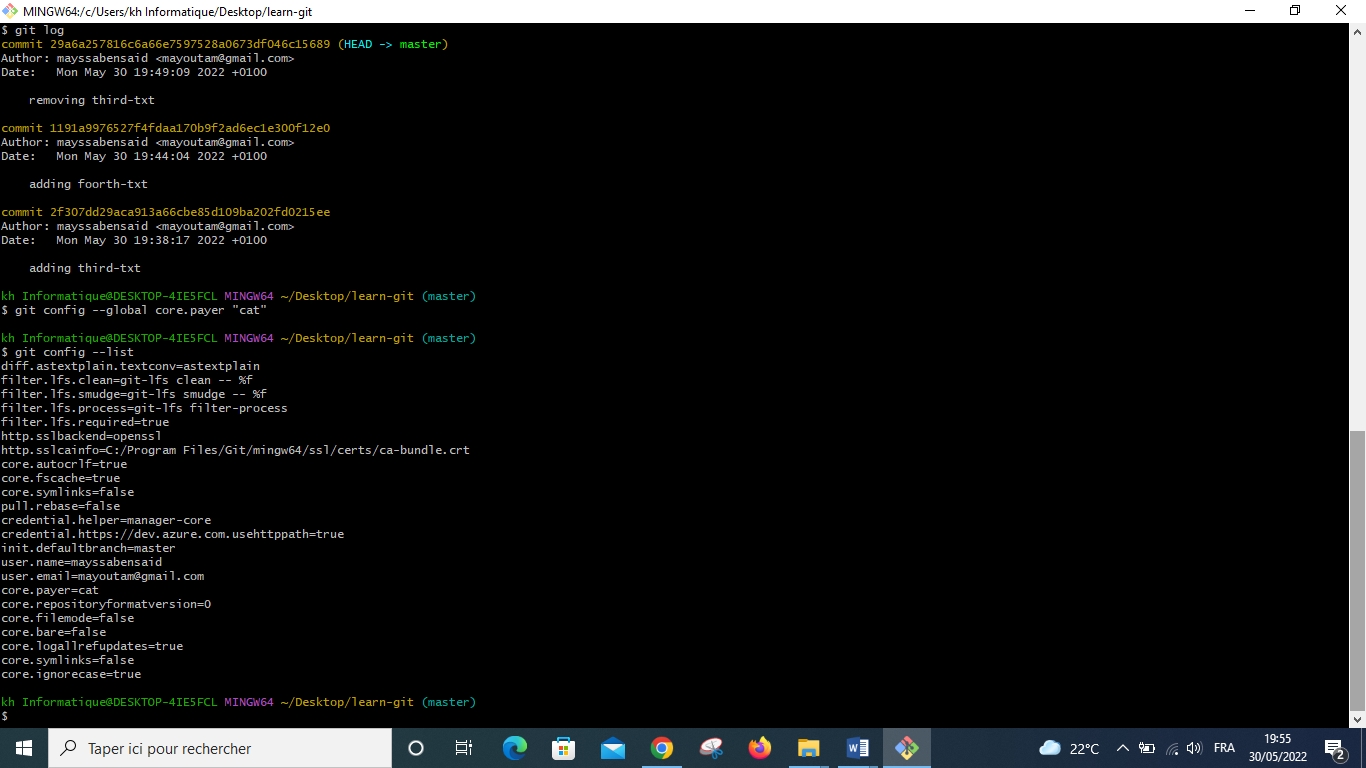 MINGW64:/c/Users/kh Informatique/Desktop/learn-git
$ git log
commit 29a6a257816c6a66e7597528a0673df046c15689 (HEAD -> master)
Author: mayssabensaid <mayoutam@gmail.com>
Date:   Mon May 30 19:49:09 2022 +0100
    removing third-txt
commit 1191a9976527f4fdaa170b9f2ad6ec1e300f12e0
Author: mayssabensaid <mayoutam@gmail.com>
Date:   Mon May 30 19:44:04 2022 +0100
    adding foorth-txt
commit 2f307dd29aca913a66cbe85d109ba202fd0215ee
Author: mayssabensaid <mayoutam@gmail.com>
Date:   Mon May 30 19:38:17 2022 +0100
    adding third-txt
kh Informatique@DESKTOP-4IE5FCL MINGW64 ~/Desktop/learn-git (master)
$ git config --global core.payer "cat"
kh Informatique@DESKTOP-4IE5FCL MINGW64 ~/Desktop/learn-git (master)
$ git config --list
diff.astextplain.textconv=astextplain
filter.lfs.clean=git-lfs clean -- %f
filter.lfs.smudge=git-lfs smudge -- %f
filter.lfs.process=git-lfs filter-process
filter.lfs.required=true
http.sslbackend=openssl
http.sslcainfo=C:/Program Files/Git/mingw64/ssl/certs/ca-bundle.crt
core.autocrlf=true
core.fscache=true
core.symlinks=false
pull.rebase=false
credential.helper=manager-core
credential.https://dev.azure.com.usehttppath=true
init.defaultbranch=master
user.name=mayssabensaid
user.email=mayoutam@gmail.com
core.payer=cat
core.repositoryformatversion=0
core.filemode=false
core.bare=false
core.logallrefupdates=true
core.symlinks=false
core.ignorecase=true
kh Informatique@DESKTOP-4IE5FCL MINGW64 ~/Desktop/learn-git (master)
$
Taper ici pour rechercher
22°C
FRA
19:55
30/05/2022
2